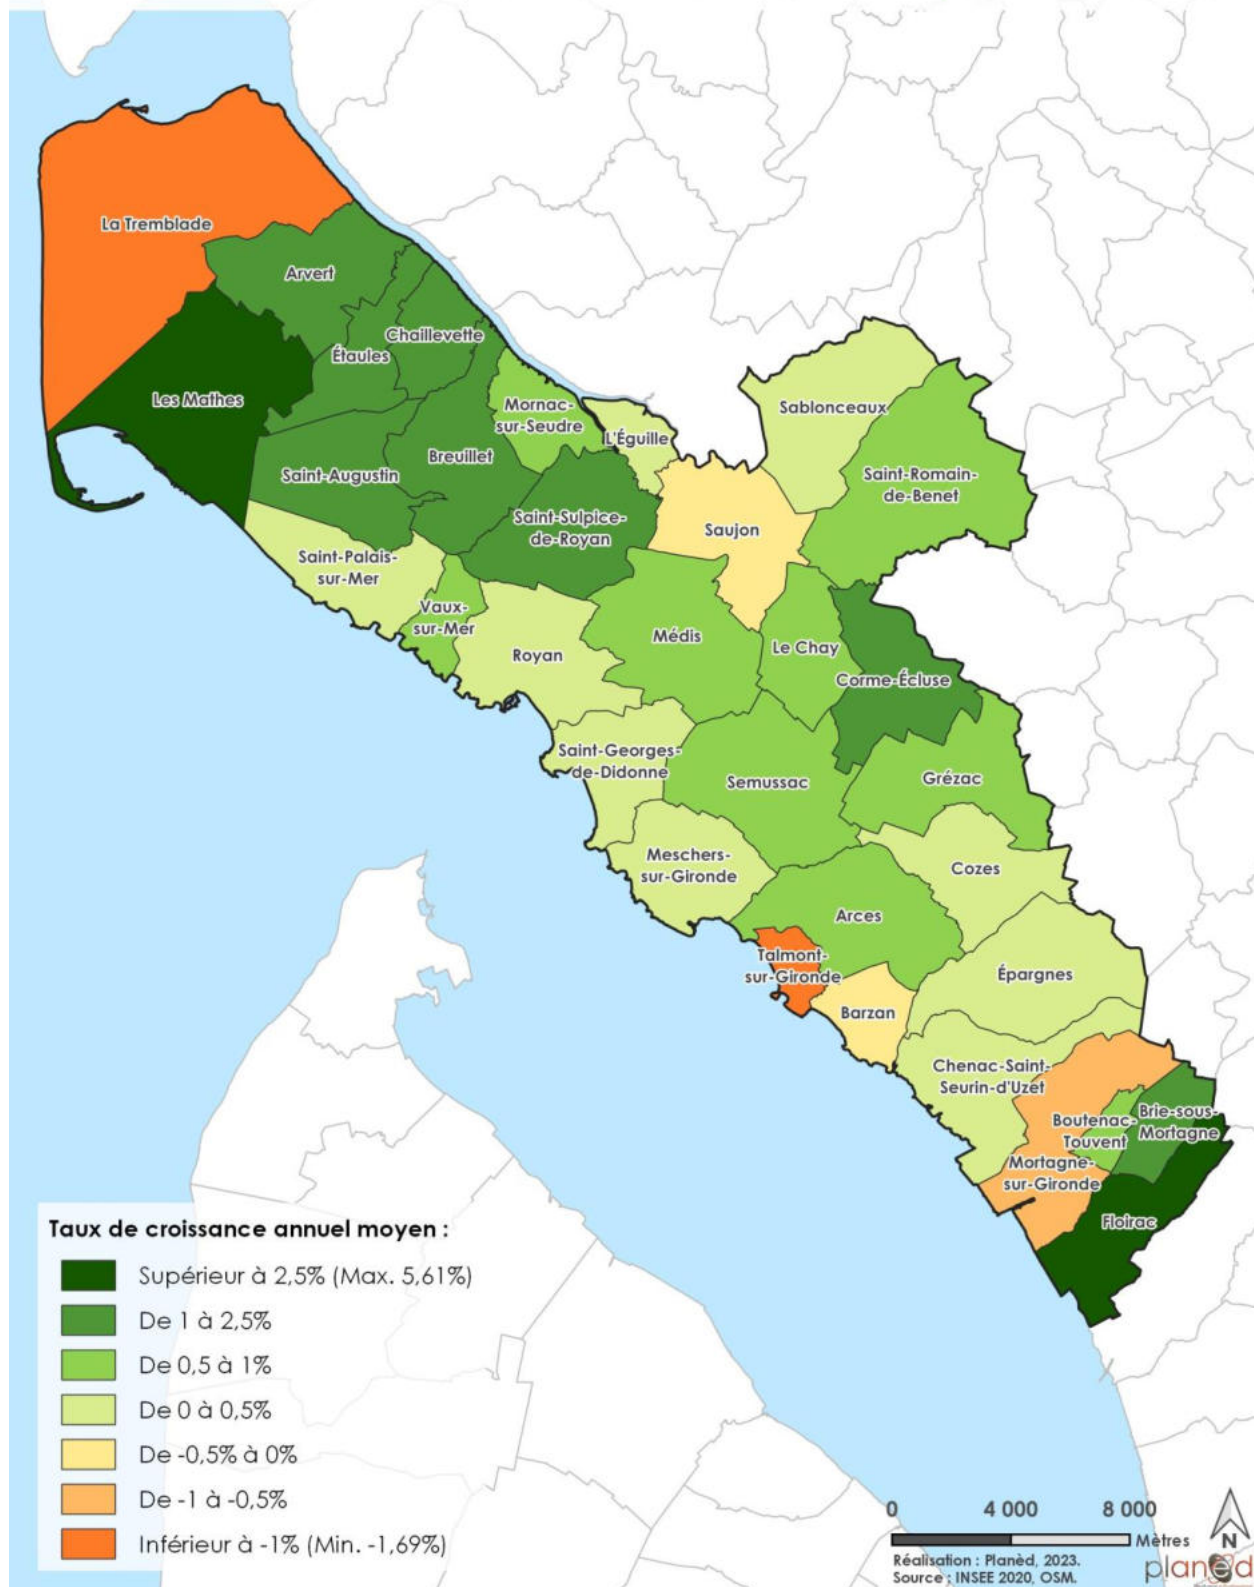 La Tremblade
Arvert
Chaillevette
Étaules
Les Mathes
Mornac-
sur-Seudre
L'Éguille
Sablonceaux
Saint-Augustin
Breuillet
Saint-Romain-
de-Benet
Saint-Sulpice-
de-Royan
Saujon
Saint-Palais-
sur-Mer
Vaux-
sur-Mer
Royan
Médis
Le Chay
Corme-Écluse
Saint-Georges-
de-Didonne
Semussac
Grézac
Meschers-
sur-Gironde
Cozes
Arces
Talmont-
sur-Gironde
Épargnes
Barzan
Chenac-Saint-
Seurin-d'Uzet
Boutenac-
Touvent
Brie-sous-
Mortagne
Mortagne-
sur-Gironde
Floirac
Taux de croissance annuel moyen :
Supérieur à 2,5% (Max. 5,61%)
De 1 à 2,5%
De 0,5 à 1%
De 0 à 0,5%
De -0,5% à 0%
De -1 à -0,5%
Inférieur à -1% (Min. -1,69%)
0 4 000 8 000
Mètres
N
Réalisation : Planèd, 2023.
Source : INSEE 2020, OSM.
planèd